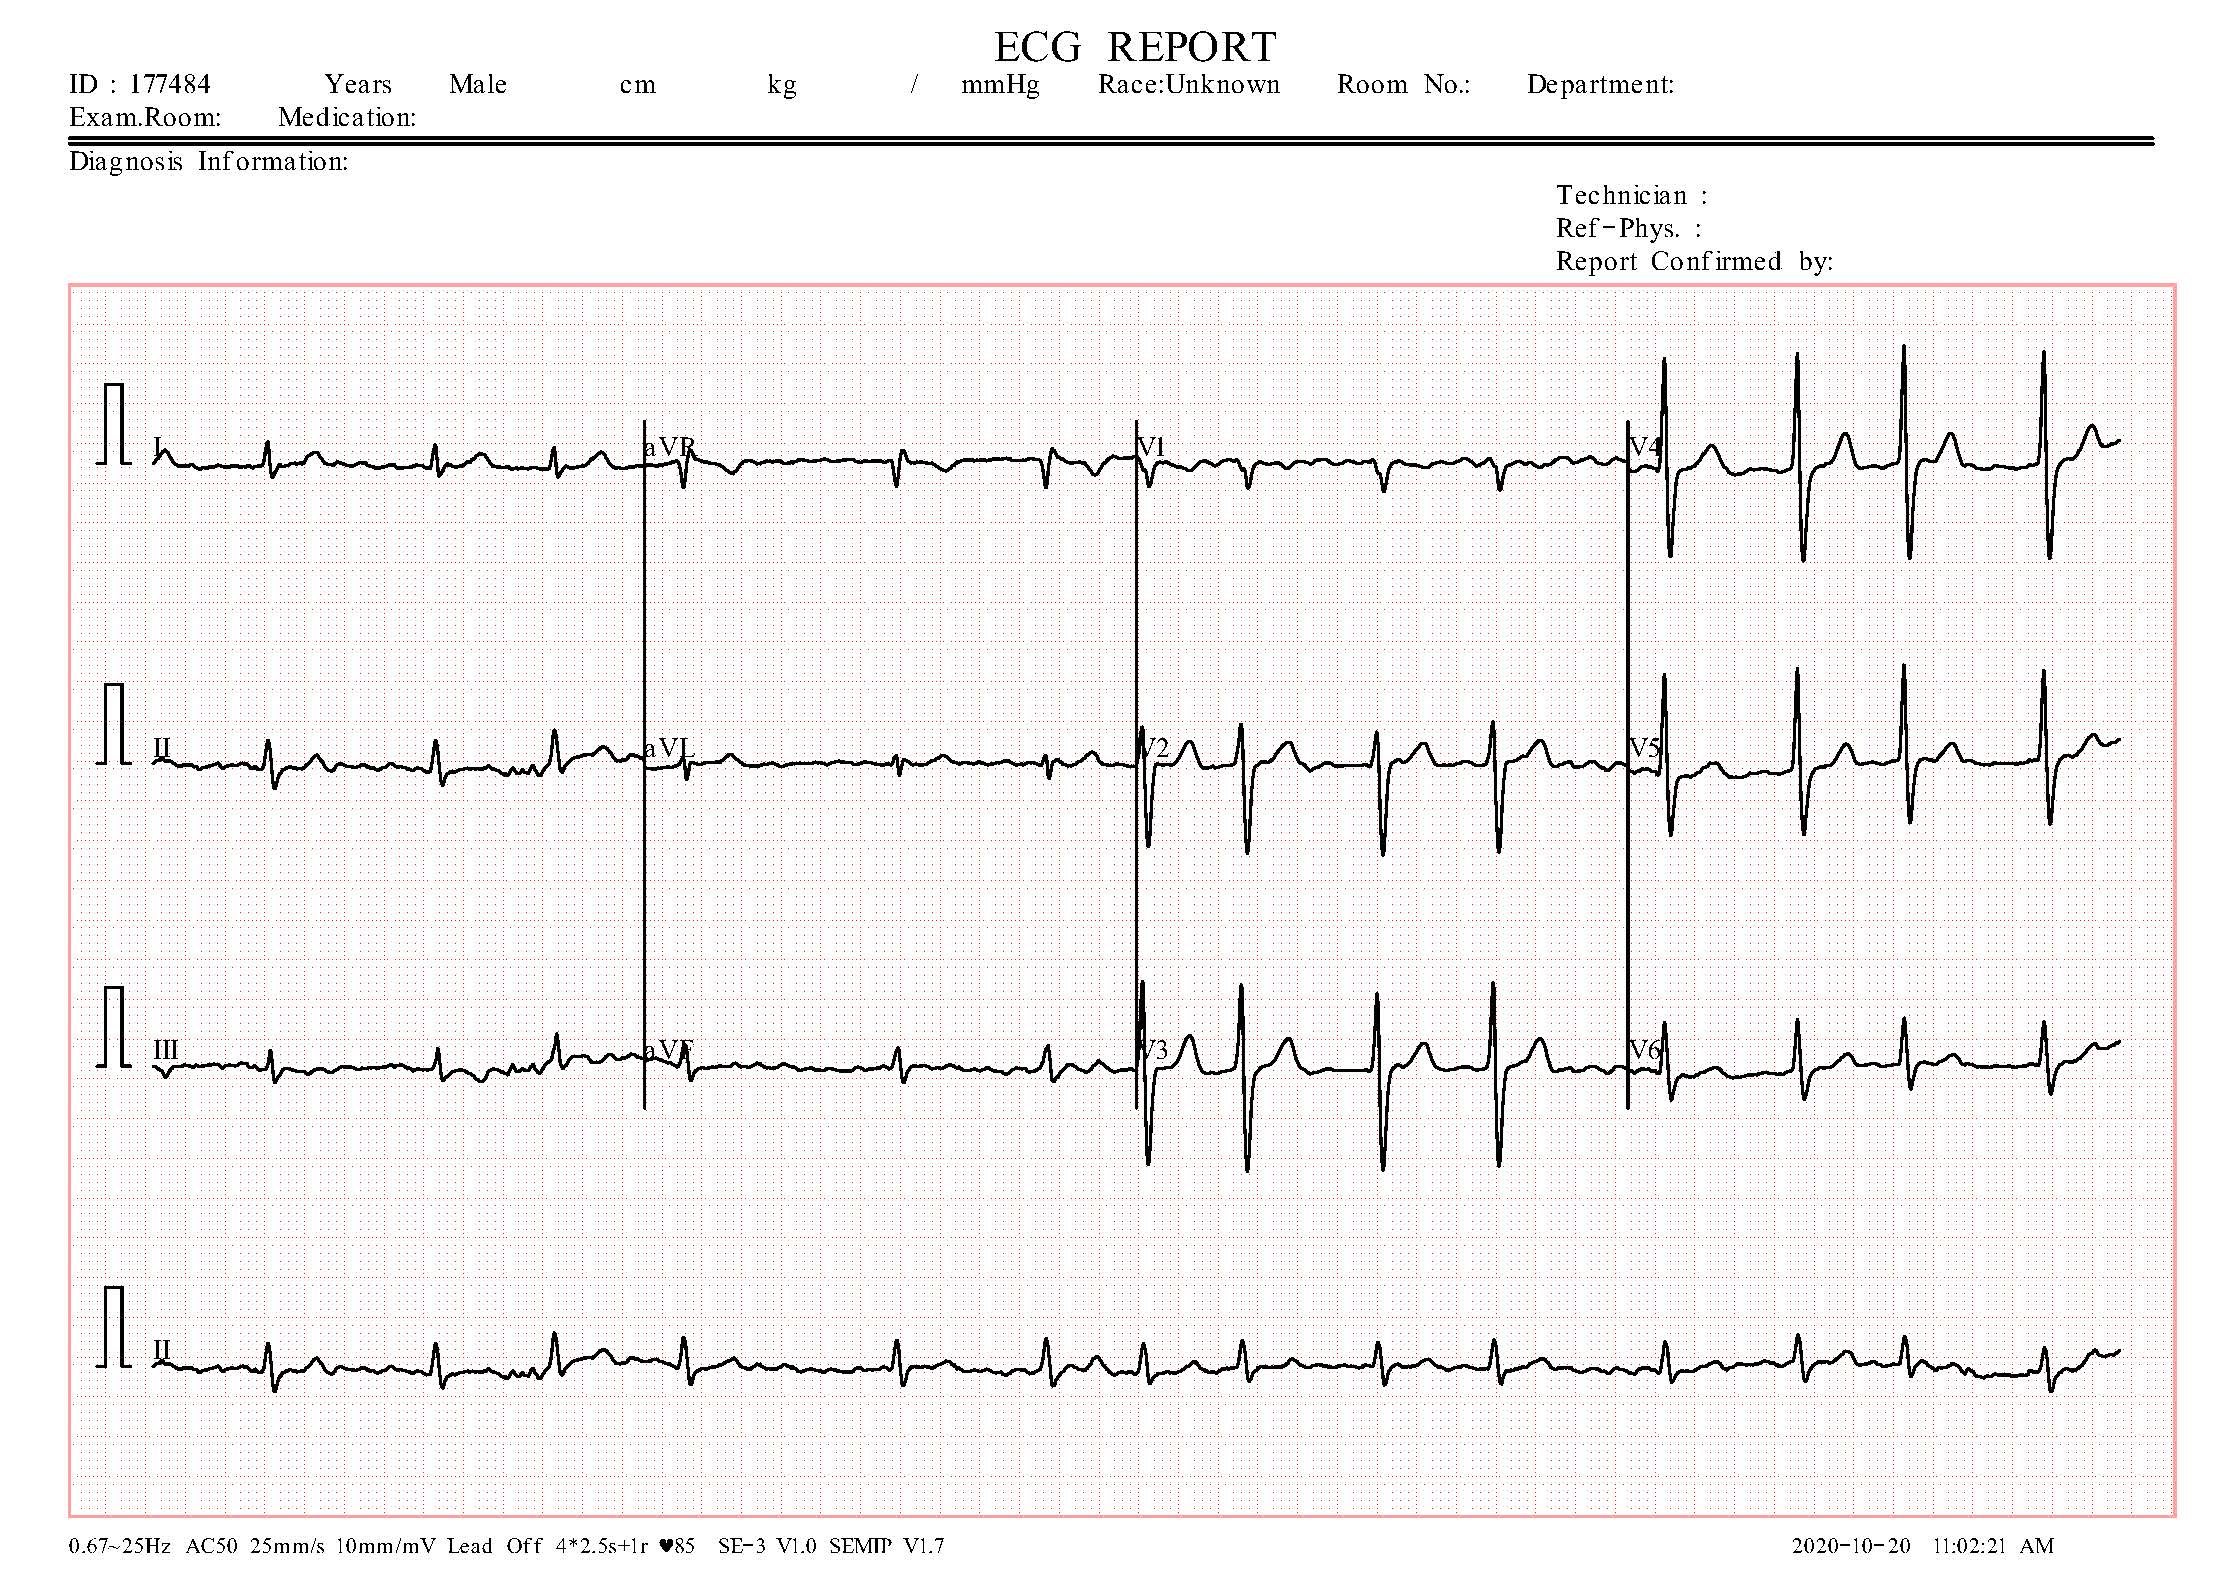 ECG REPORT
ID : 177484 Years Male cm kg / mmHg Race:Unknown Room No.: Department:
Exam.Room: Medication:
Diagnosis Information:
Technician :
Ref-Phys. :
Report Confirmed by:
I aVR V1 V4
II aVL V2 V5
III aVF V3 V6
II
0.67~25Hz AC50 25mm/s 10mm/mV Lead Off 4*2.5s+1r ♥85 SE-3 V1.0 SEMIP V1.7 2020-10-20 11:02:21 AM